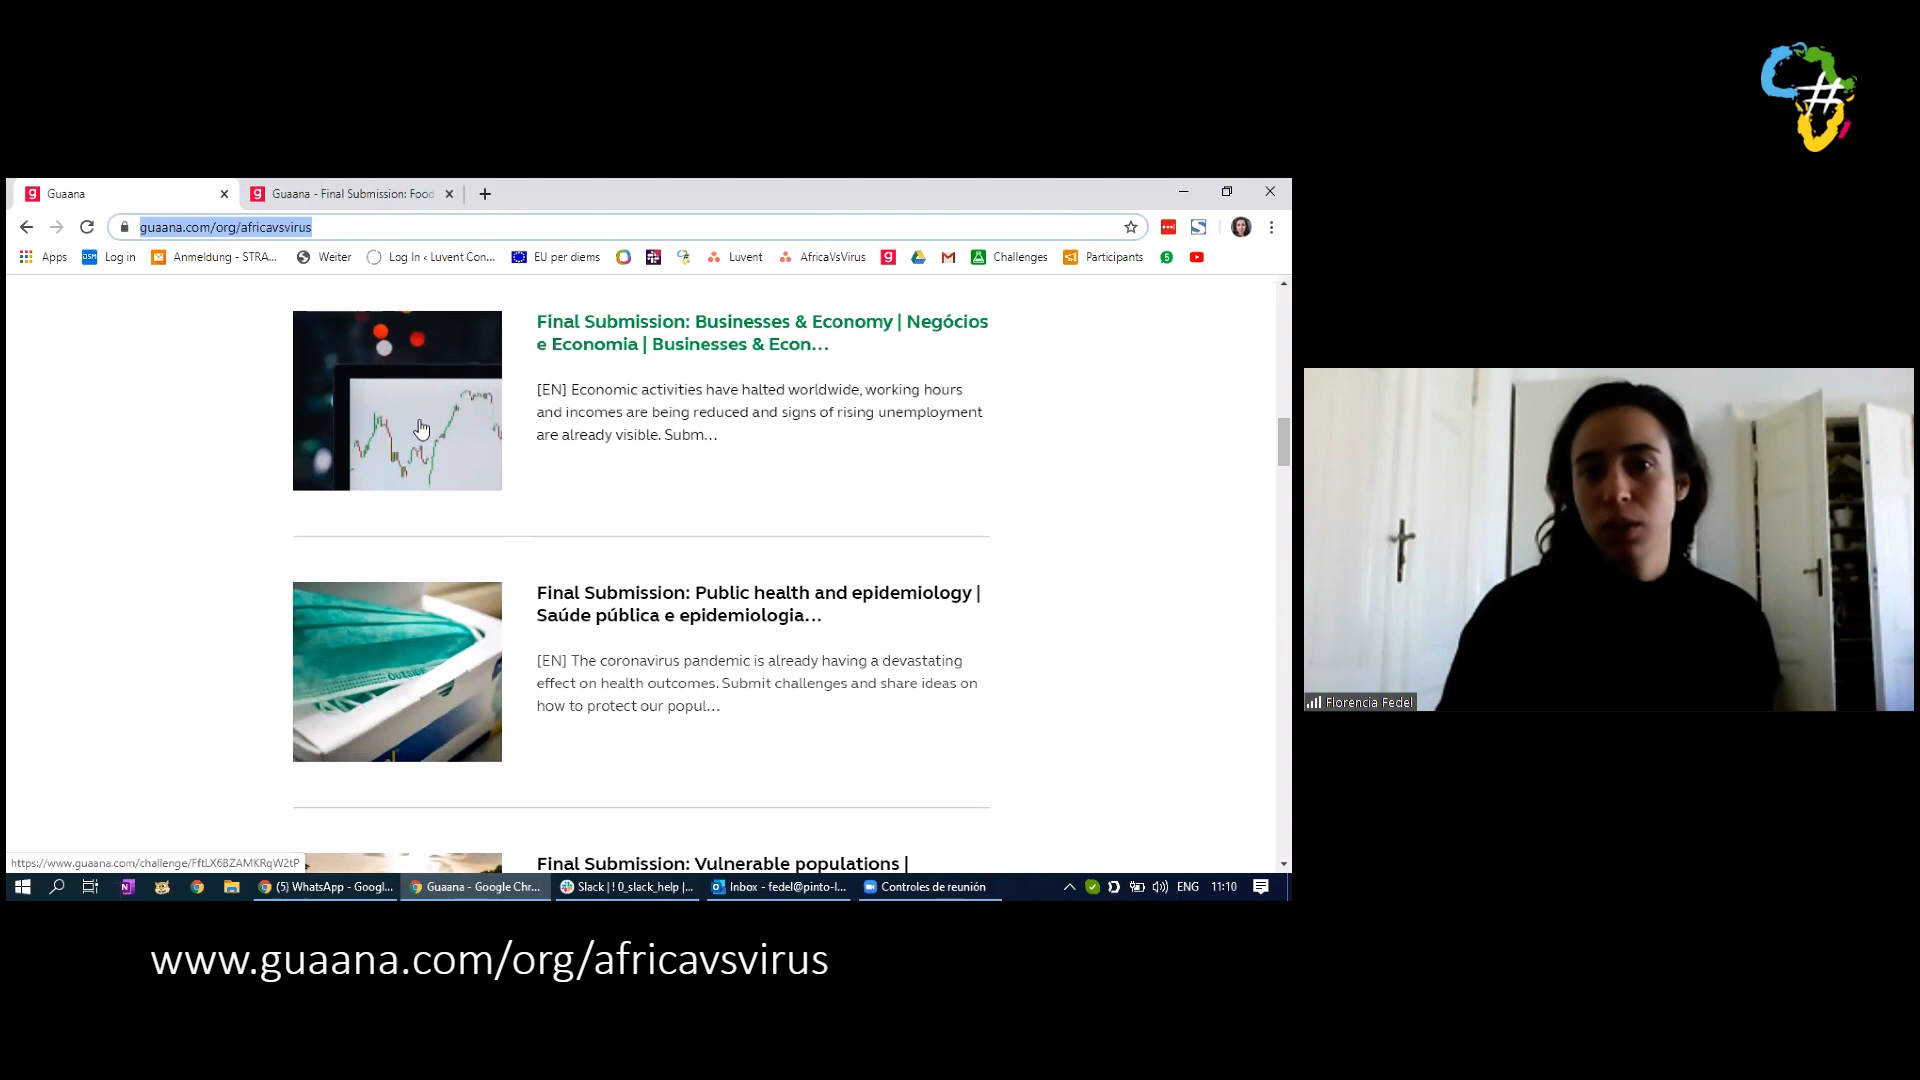 #
Guaana
Guaana - Final Submission: Food
guaana.com/org/africavsvirus
Apps
Log in
Anmeldung - STRA...
Weiter
Log In ‹ Luvent Con...
EU per diems
Luvent
AfricaVsVirus
Challenges
Participants
Final Submission: Businesses & Economy | Negócios
e Economia | Businesses & Econ...
[EN] Economic activities have halted worldwide, working hours
and incomes are being reduced and signs of rising unemployment
are already visible. Subm...
Final Submission: Public health and epidemiology |
Saúde pública e epidemiologia...
[EN] The coronavirus pandemic is already having a devastating
effect on health outcomes. Submit challenges and share ideas on
how to protect our popul...
OUTSIDE
Final Submission: Vulnerable populations |
https://www.guaana.com/challenge/FftLX6BZAMKRqW2tP
(5) WhatsApp - Googl...
Guaana - Google Chr...
Slack | ! 0_slack_help |...
Inbox - fedel@pinto-l...
Controles de reunión
ENG
11:10
Florencia Fedel
www.guaana.com/org/africavsvirus